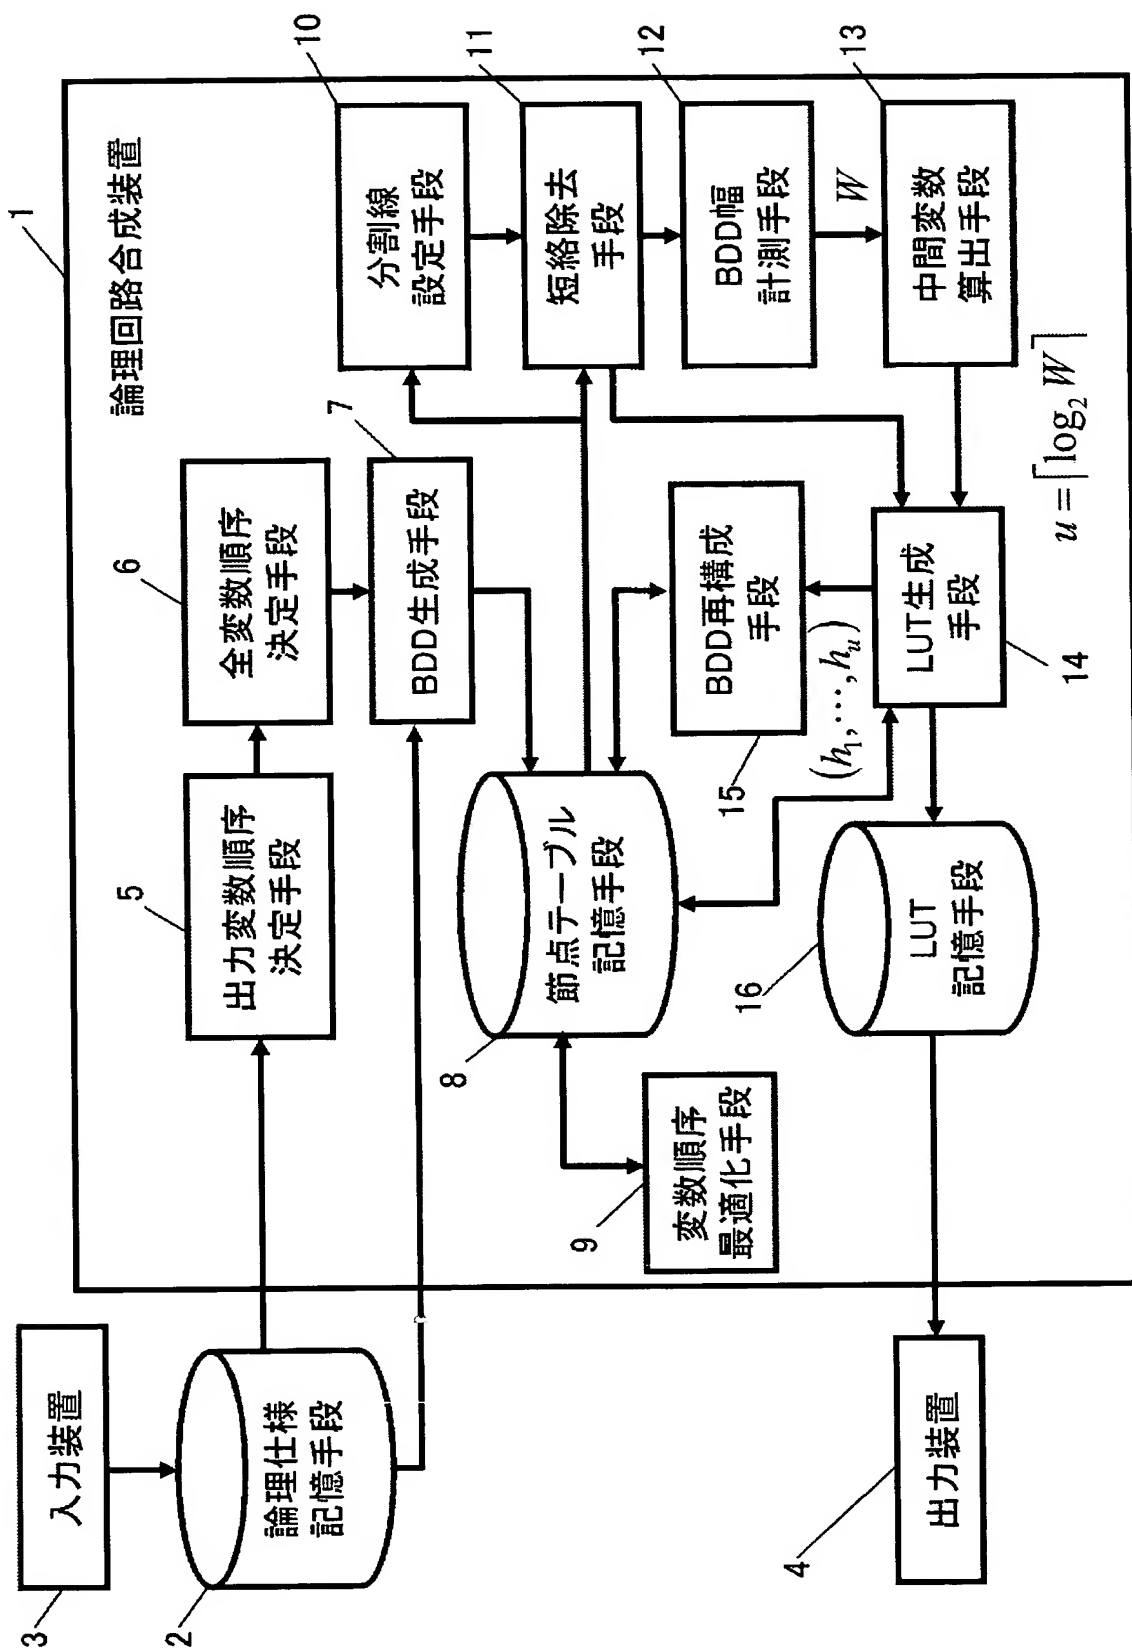 1
論理回路合成装置
3
入力装置
2
論理仕様
記憶手段
5
出力変数順序
決定手段
6
全変数順序
決定手段
7
BDD生成手段
8
節点テーブル
記憶手段
9
変数順序
最適化手段
10
分割線
設定手段
11
短絡除去
手段
12
BDD幅
計測手段
W
13
中間変数
算出手段
u=⌈log₂W⌉
14
LUT生成
手段
(h₁,⋯,hᵤ)
15
BDD再構成
手段
16
LUT
記憶手段
4
出力装置